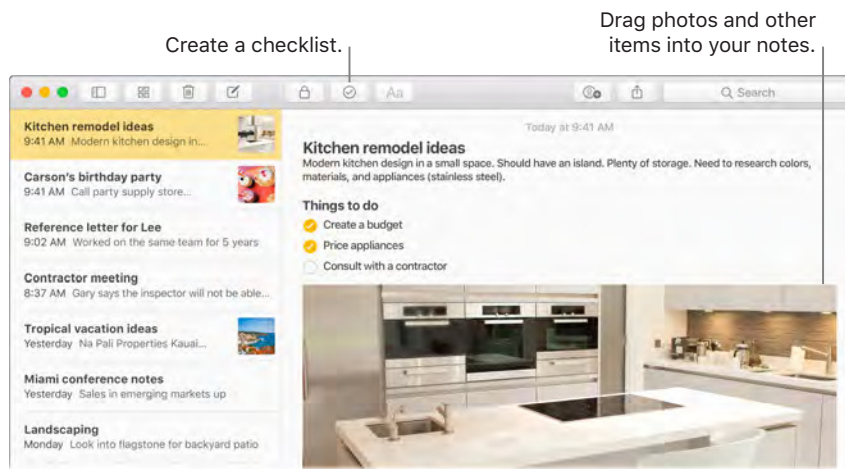 Drag photos and other
items into your notes.
Create a checklist.
Aa
Search
Kitchen remodel ideas
9:41 AM Modern kitchen design in...
Carson's birthday party
9:41 AM Call party supply store...
Reference letter for Lee
9:02 AM Worked on the same team for 5 years
Contractor meeting
8:37 AM Gary says the inspector will not be able...
Tropical vacation ideas
Yesterday Na Pali Properties Kauai...
Miami conference notes
Yesterday Sales in emerging markets up
Landscaping
Monday Look into flagstone for backyard patio
Today at 9:41 AM
Kitchen remodel ideas
Modern kitchen design in a small space. Should have an island. Plenty of storage. Need to research colors,
materials, and appliances (stainless steel).
Things to do
Create a budget
Price appliances
Consult with a contractor